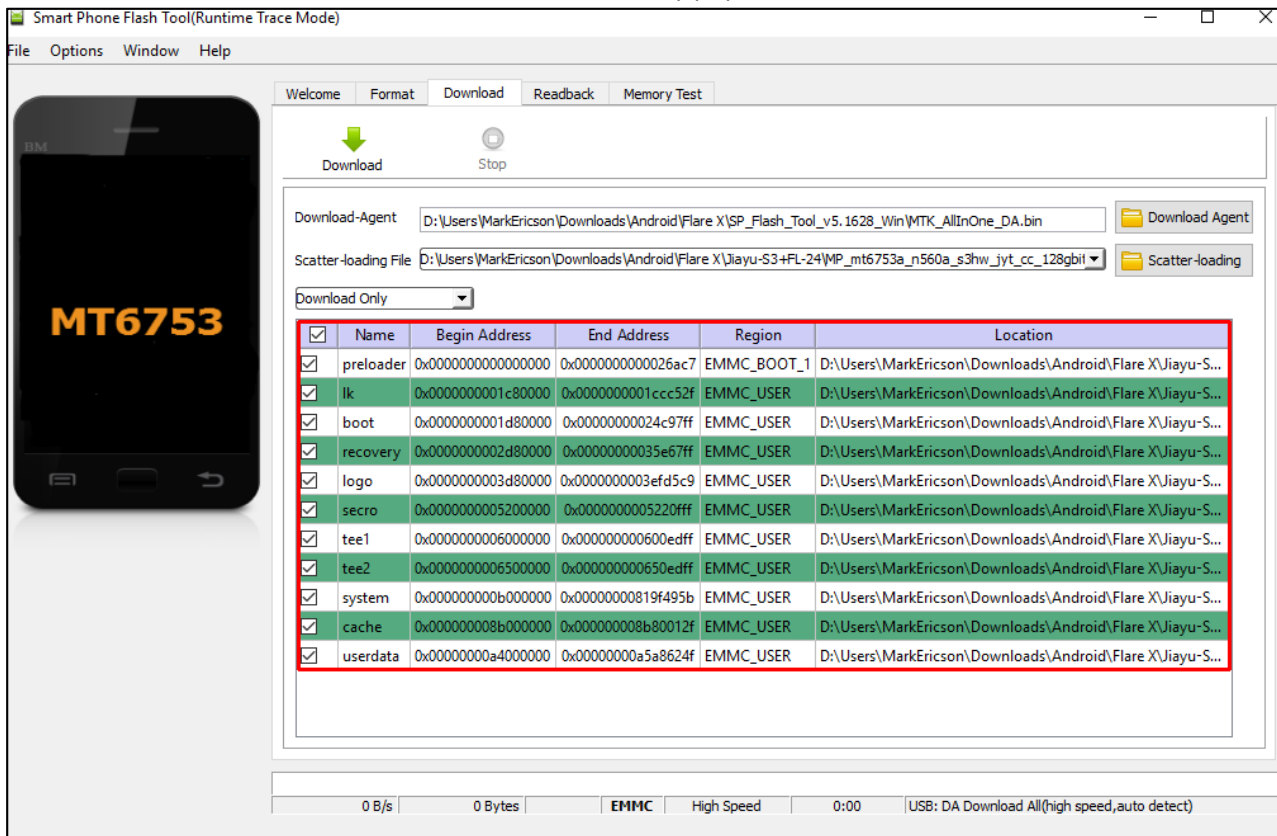 Smart Phone Flash Tool(Runtime Trace Mode)
File Options Window Help
Welcome Format Download Readback Memory Test
BM
Download Stop
Download-Agent D:\Users\MarkEricson\Downloads\Android\Flare X\SP_Flash_Tool_v5.1628_Win\MTK_AllInOne_DA.bin Download Agent
Scatter-loading File D:\Users\MarkEricson\Downloads\Android\Flare X\Jiayu-S3+FL-24\MP_mt6753a_n560a_s3hw_jyt_cc_128gbit Scatter-loading
Download Only
MT6753
Name Begin Address End Address Region Location
preloader 0x0000000000000000 0x0000000000026ac7 EMMC_BOOT_1 D:\Users\MarkEricson\Downloads\Android\Flare X\Jiayu-S...
lk 0x0000000001c80000 0x0000000001ccc52f EMMC_USER D:\Users\MarkEricson\Downloads\Android\Flare X\Jiayu-S...
boot 0x0000000001d80000 0x00000000024c97ff EMMC_USER D:\Users\MarkEricson\Downloads\Android\Flare X\Jiayu-S...
recovery 0x0000000002d80000 0x00000000035e67ff EMMC_USER D:\Users\MarkEricson\Downloads\Android\Flare X\Jiayu-S...
logo 0x0000000003d80000 0x0000000003efd5c9 EMMC_USER D:\Users\MarkEricson\Downloads\Android\Flare X\Jiayu-S...
secro 0x0000000005200000 0x0000000005220fff EMMC_USER D:\Users\MarkEricson\Downloads\Android\Flare X\Jiayu-S...
tee1 0x0000000006000000 0x000000000600edff EMMC_USER D:\Users\MarkEricson\Downloads\Android\Flare X\Jiayu-S...
tee2 0x0000000006500000 0x000000000650edff EMMC_USER D:\Users\MarkEricson\Downloads\Android\Flare X\Jiayu-S...
system 0x000000000b000000 0x00000000819f495b EMMC_USER D:\Users\MarkEricson\Downloads\Android\Flare X\Jiayu-S...
cache 0x000000008b000000 0x000000008b80012f EMMC_USER D:\Users\MarkEricson\Downloads\Android\Flare X\Jiayu-S...
userdata 0x00000000a4000000 0x00000000a5a8624f EMMC_USER D:\Users\MarkEricson\Downloads\Android\Flare X\Jiayu-S...
0 B/s 0 Bytes EMMC High Speed 0:00 USB: DA Download All(high speed,auto detect)